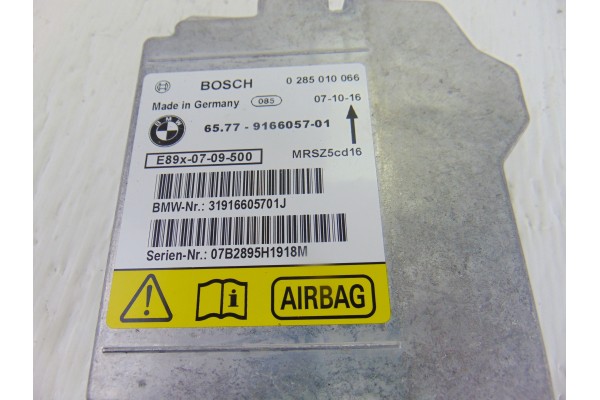 BOSCH 0 285 010 066
Made in Germany 085 07-10-16
BMW 65.77 - 9166057-01
E89x-07-09-500 MRSZ5cd16
BMW-Nr.: 31916605701J
Serien-Nr.: 07B2895H1918M
AIRBAG